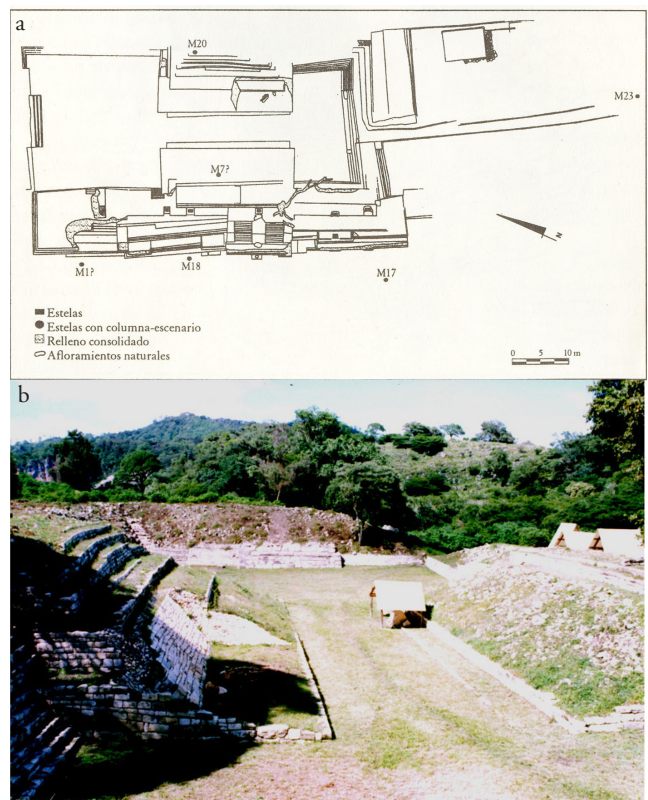 a
M20
M23
M7?
N
M1?
M18
M17
Estelas
Estelas con columna-escenario
Relleno consolidado
Afloramientos naturales
0 5 10 m
b